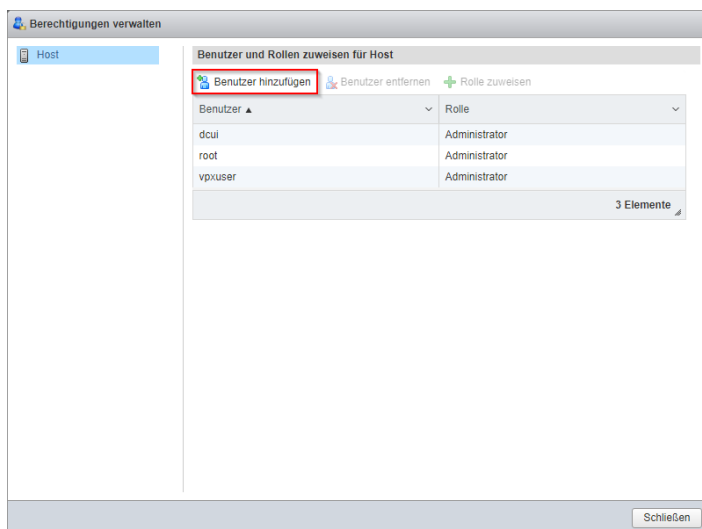 Berechtigungen verwalten
Host
Benutzer und Rollen zuweisen für Host
Benutzer hinzufügen Benutzer entfernen Rolle zuweisen
Benutzer ▲ Rolle
dcui Administrator
root Administrator
vpxuser Administrator
3 Elemente
Schließen